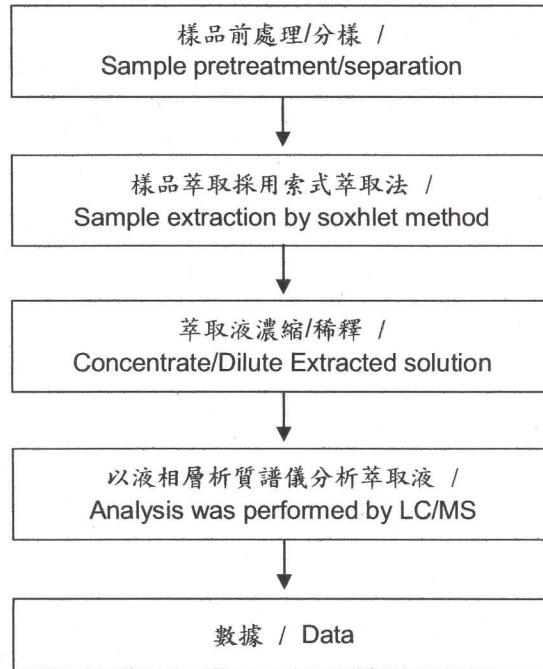 樣品前處理/分樣 /
Sample pretreatment/separation
樣品萃取採用索式萃取法 /
Sample extraction by soxhlet method
萃取液濃縮/稀釋 /
Concentrate/Dilute Extracted solution
以液相層析質譜儀分析萃取液 /
Analysis was performed by LC/MS
數據 / Data